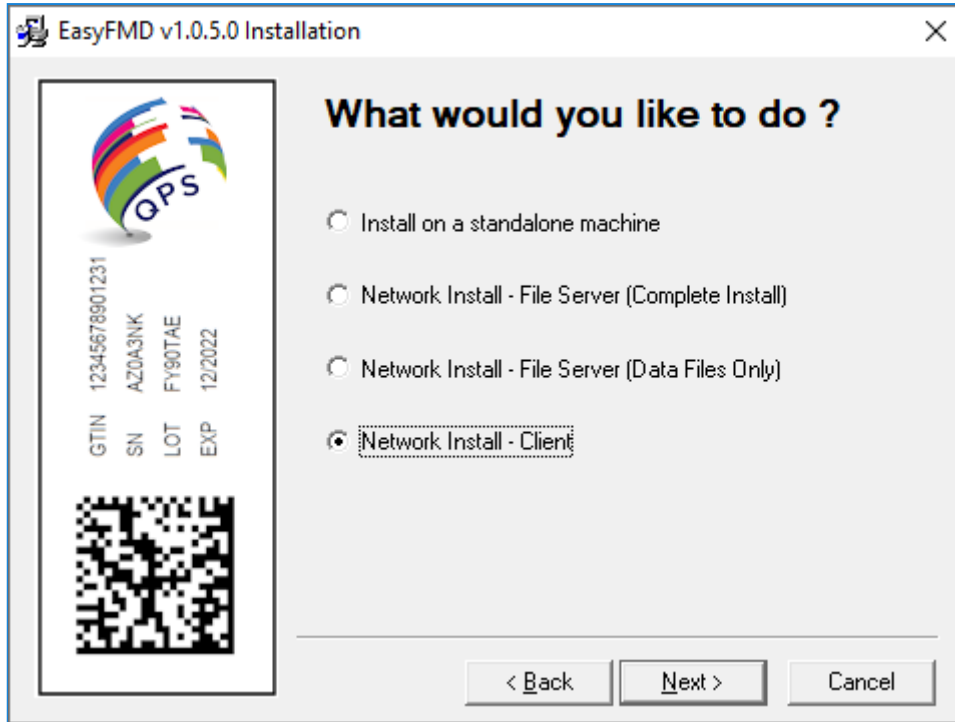 EasyFMD v1.0.5.0 Installation
QPS
GTIN 12345678901231
SN AZ0A3NK
LOT FY90TAE
EXP 12/2022
What would you like to do ?
Install on a standalone machine
Network Install - File Server (Complete Install)
Network Install - File Server (Data Files Only)
Network Install - Client
< Back
Next >
Cancel